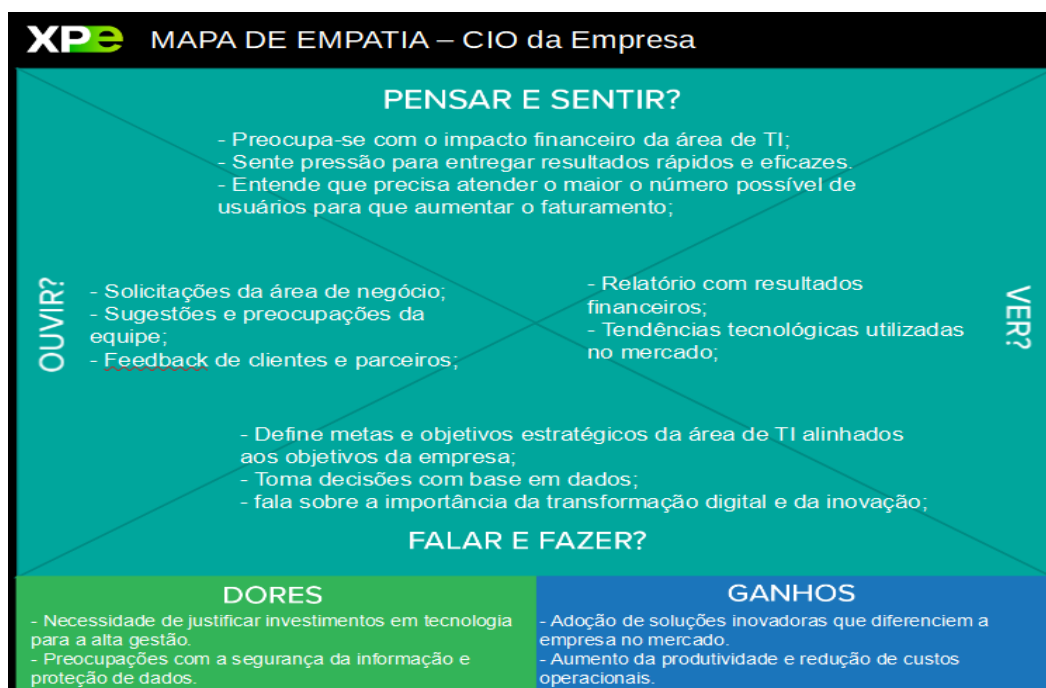 XPe MAPA DE EMPATIA – CIO da Empresa
PENSAR E SENTIR?
- Preocupa-se com o impacto financeiro da área de TI;
- Sente pressão para entregar resultados rápidos e eficazes.
- Entende que precisa atender o maior o número possível de
usuários para que aumentar o faturamento;
OUVIR?
- Solicitações da área de negócio;
- Sugestões e preocupações da
equipe;
- Feedback de clientes e parceiros;
- Relatório com resultados
financeiros;
- Tendências tecnológicas utilizadas
no mercado;
VER?
- Define metas e objetivos estratégicos da área de TI alinhados
aos objetivos da empresa;
- Toma decisões com base em dados;
- fala sobre a importância da transformação digital e da inovação;
FALAR E FAZER?
DORES
- Necessidade de justificar investimentos em tecnologia
para a alta gestão.
- Preocupações com a segurança da informação e
proteção de dados.
GANHOS
- Adoção de soluções inovadoras que diferenciem a
empresa no mercado.
- Aumento da produtividade e redução de custos
operacionais.